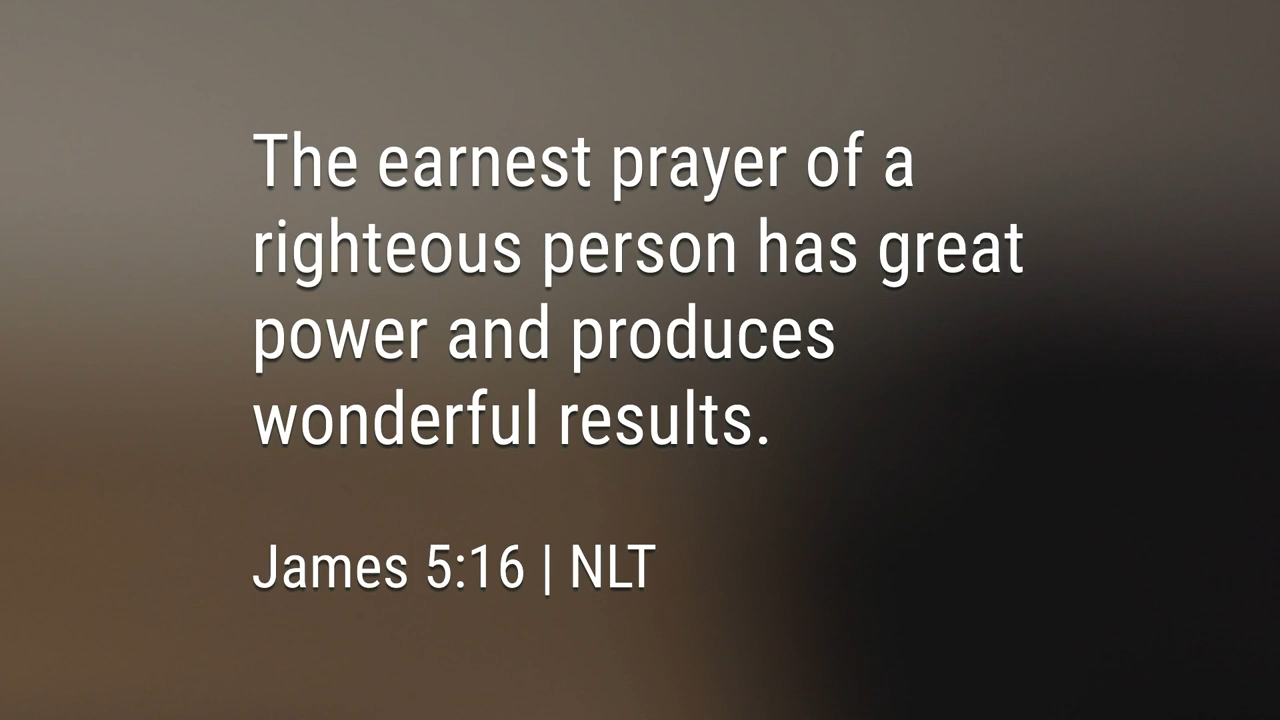 The earnest prayer of a
righteous person has great
power and produces
wonderful results.
James 5:16 | NLT